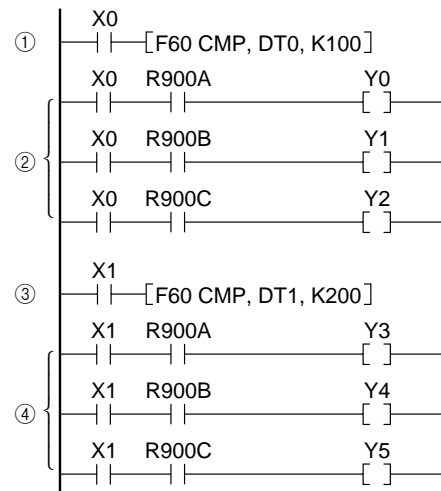 X0
① [F60 CMP, DT0, K100]
X0 R900A Y0
X0 R900B Y1
②
X0 R900C Y2
X1
③ [F60 CMP, DT1, K200]
X1 R900A Y3
X1 R900B Y4
④
X1 R900C Y5